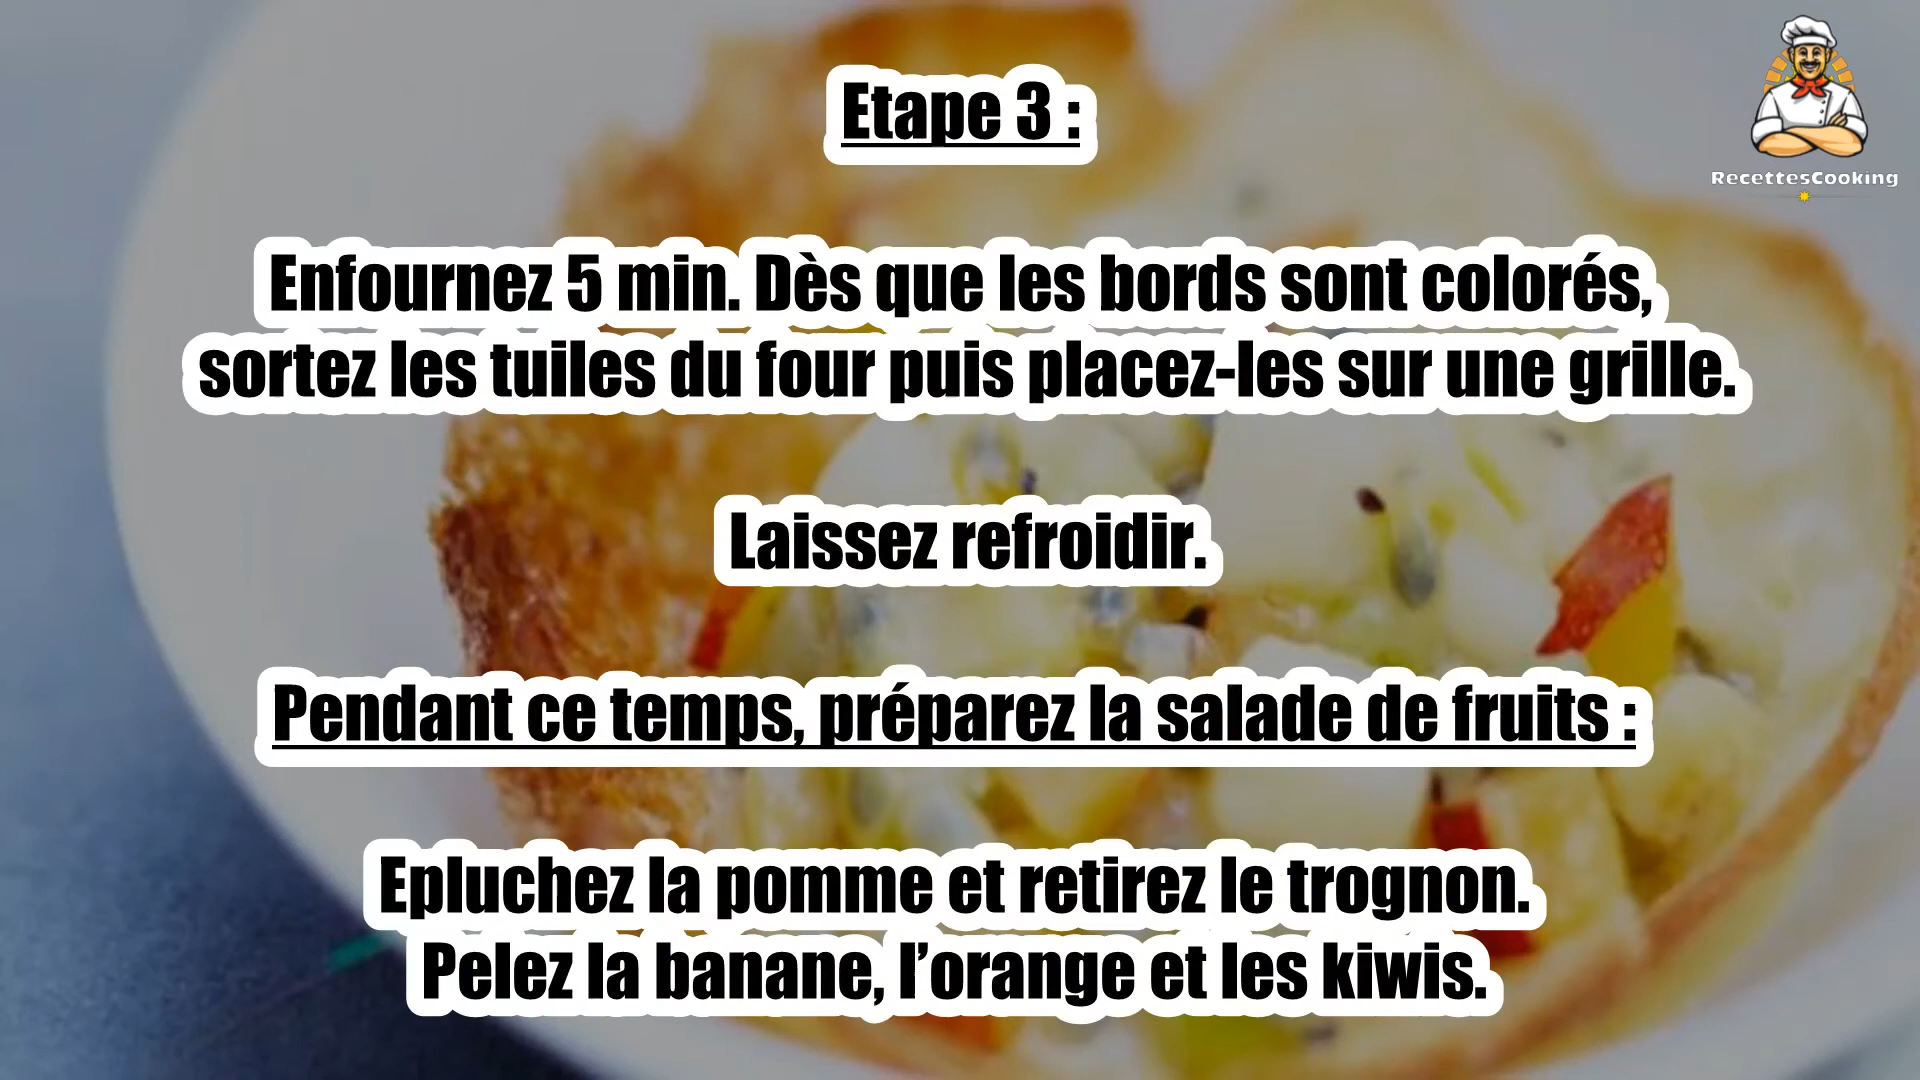 Etape 3 :
RecettesCooking
Enfournez 5 min. Dès que les bords sont colorés,
sortez les tuiles du four puis placez-les sur une grille.
Laissez refroidir.
Pendant ce temps, préparez la salade de fruits :
Epluchez la pomme et retirez le trognon.
Pelez la banane, l’orange et les kiwis.